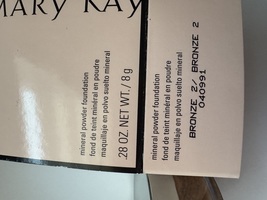 MARY KAY
mineral powder foundation
fond de teint minéral en poudre
maquillaje en polvo suelto mineral
.28 OZ. NET WT. / 8 g
mineral powder foundation
fond de teint minéral en poudre
maquillaje en polvo suelto mineral
BRONZE 2/ BRONZE 2
040991